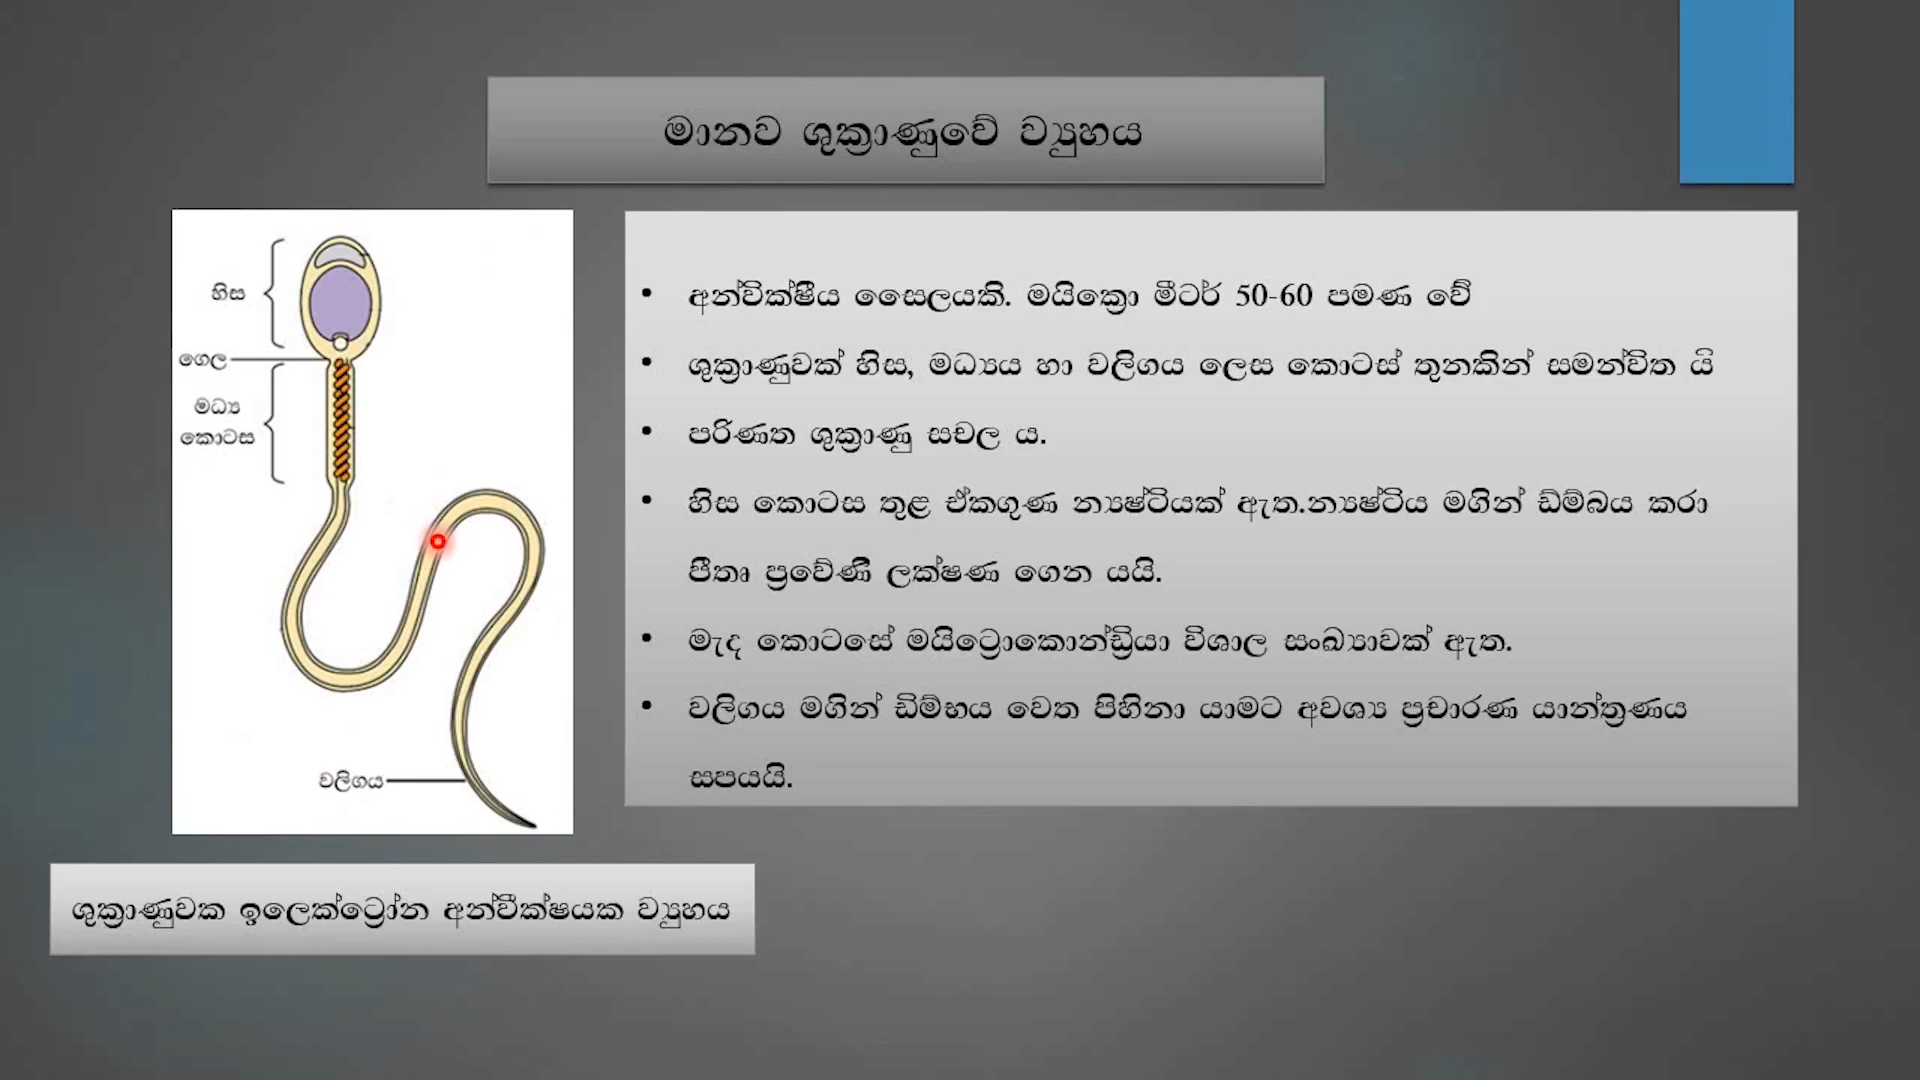 මානව ශුක්‍රාණුවේ ව්‍යුහය
හිස
ගෙල
මධ්‍ය
කොටස
වලිගය
• අන්වික්ෂීය සෛලයකි. මයික්‍රො මීටර් 50-60 පමණ වේ
• ශුක්‍රාණුවක් හිස, මධ්‍යය හා වලිගය ලෙස කොටස් තුනකින් සමන්විත යි
• පරිණත ශුක්‍රාණු සචල ය.
• හිස කොටස තුළ ඒකගුණ න්‍යෂ්ටියක් ඇත.න්‍යෂ්ටිය මගින් ඩ්ම්බය කරා
පීතෘ ප්‍රවේණී ලක්ෂණ ගෙන යයි.
• මැද කොටසේ මයිට්‍රොකොන්ඩ්‍රියා විශාල සංඛ්‍යාවක් ඇත.
• වලිගය මගින් ඩිම්භය වෙත පිහිනා යාමට අවශ්‍ය ප්‍රචාරණ යාන්ත්‍රණය
සපයයි.
ශුක්‍රාණුවක ඉලෙක්ට්‍රෝන අන්වීක්ෂයක ව්‍යුහය